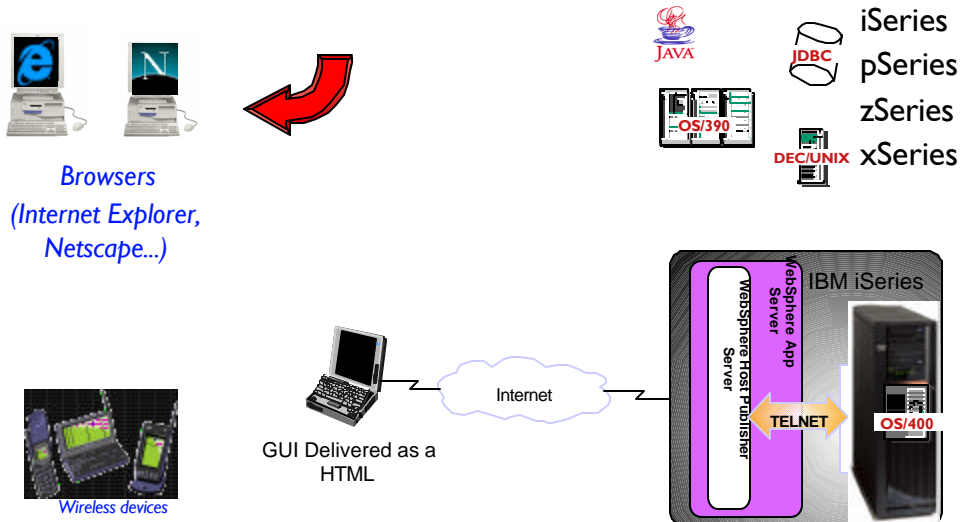 iSeries
JAVA
JDBC
pSeries
zSeries
OS/390
DEC/UNIX
xSeries
N
Browsers
(Internet Explorer,
Netscape...)
IBM iSeries
WebSphere App
Server
WebSphere Host Publisher
Server
Internet
TELNET
OS/400
GUI Delivered as a
HTML
Wireless devices